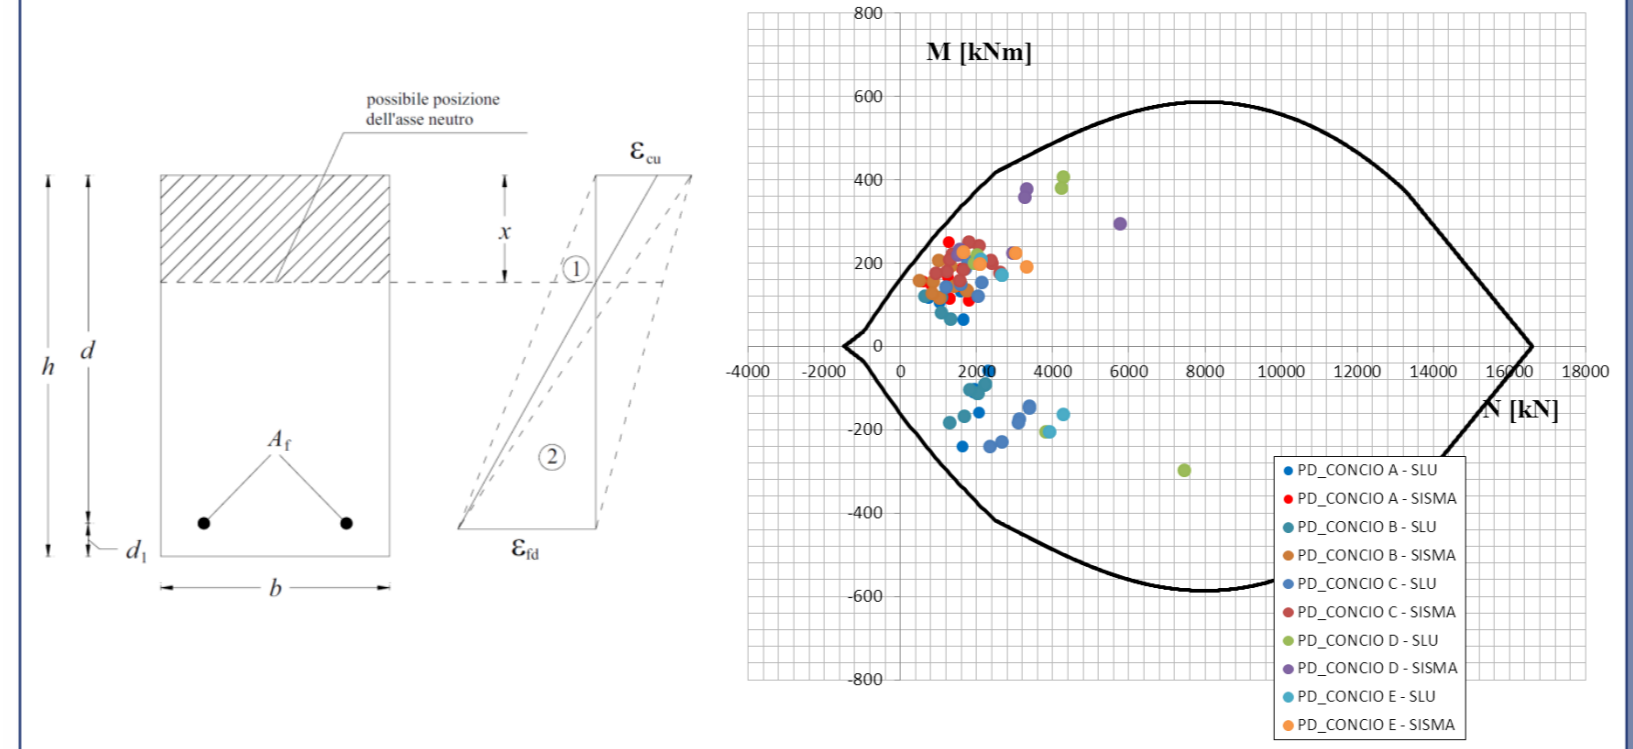 possibile posizione
dell'asse neutro
εcu
x
1
h
d
Af
2
d1
εfd
b
M [kNm]
800
600
400
200
0
-200
-400
-600
-800
-4000 -2000 0 2000 4000 6000 8000 10000 12000 14000 16000 18000
N [kN]
PD_CONCIO A - SLU
PD_CONCIO A - SISMA
PD_CONCIO B - SLU
PD_CONCIO B - SISMA
PD_CONCIO C - SLU
PD_CONCIO C - SISMA
PD_CONCIO D - SLU
PD_CONCIO D - SISMA
PD_CONCIO E - SLU
PD_CONCIO E - SISMA